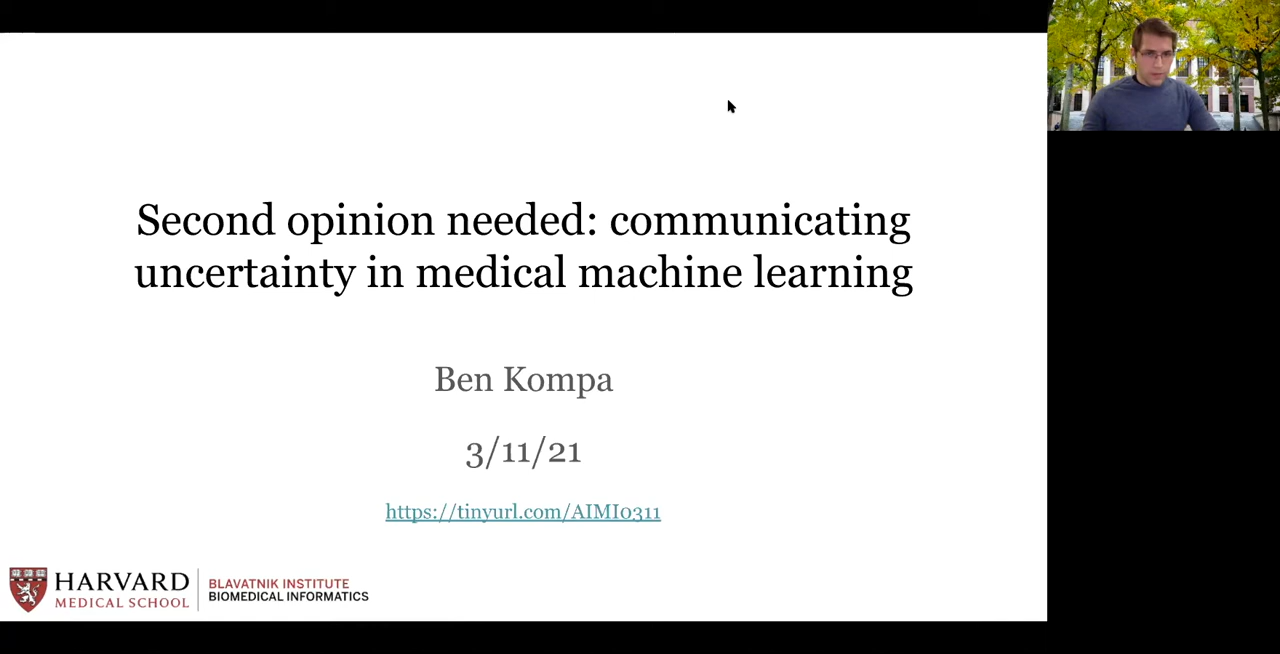 Second opinion needed: communicating
uncertainty in medical machine learning
Ben Kompa
3/11/21
https://tinyurl.com/AIMI0311
HARVARD
MEDICAL SCHOOL
BLAVATNIK INSTITUTE
BIOMEDICAL INFORMATICS